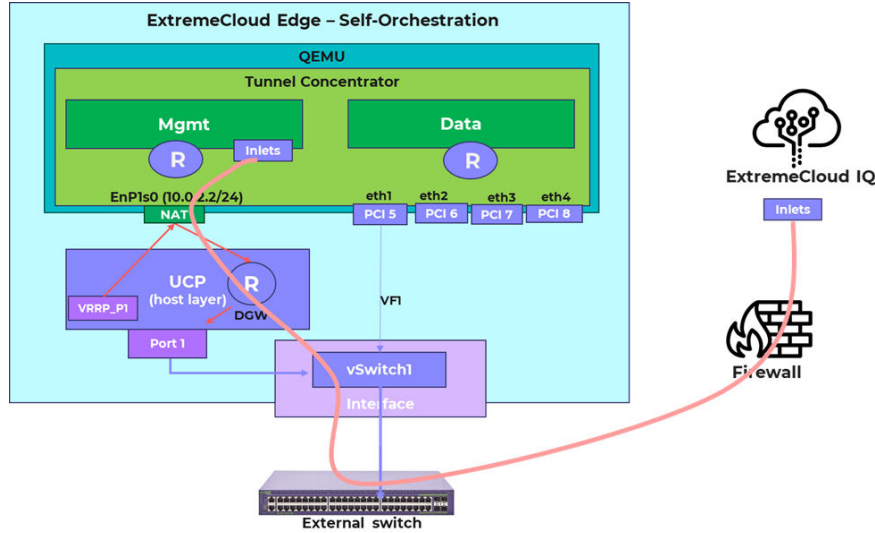 ExtremeCloud Edge – Self-Orchestration
QEMU
Tunnel Concentrator
Mgmt
Data
Inlets
R
R
EnP1s0 (10.0.2.2/24)
eth1
eth2
eth3
eth4
NAT
PCI 5
PCI 6
PCI 7
PCI 8
ExtremeCloud IQ
Inlets
UCP
(host layer)
R
VRRP_P1
DGW
VF1
Port 1
vSwitch1
Interface
Firewall
External switch